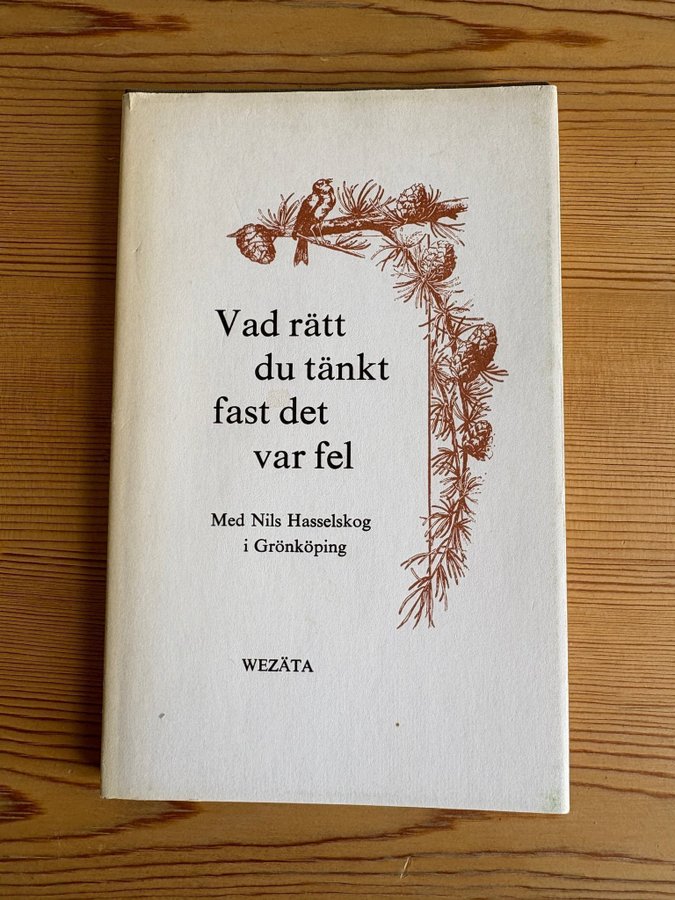 Vad rätt
du tänkt
fast det
var fel
Med Nils Hasselskog
i Grönköping
WEZÄTA